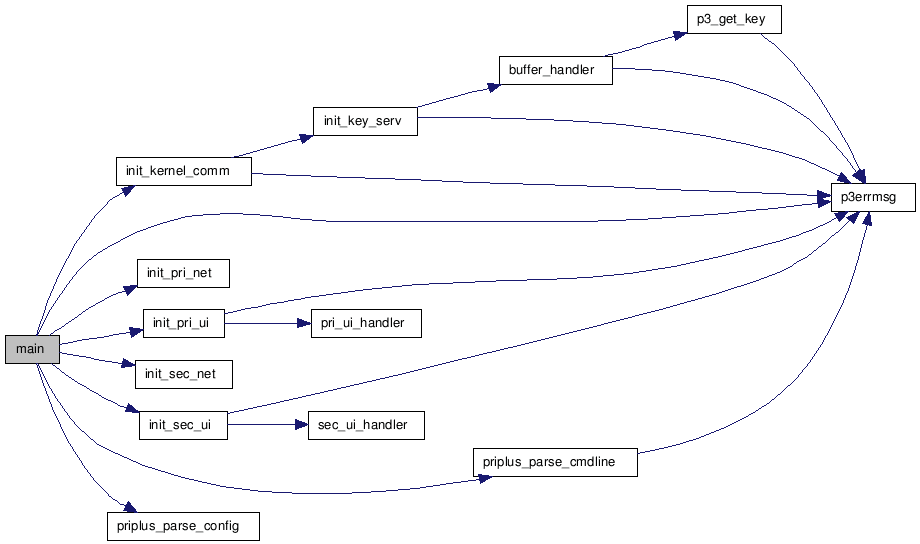 p3_get_key
buffer_handler
init_key_serv
init_kernel_comm
p3errmsg
init_pri_net
init_pri_ui
pri_ui_handler
main
init_sec_net
init_sec_ui
sec_ui_handler
priplus_parse_cmdline
priplus_parse_config